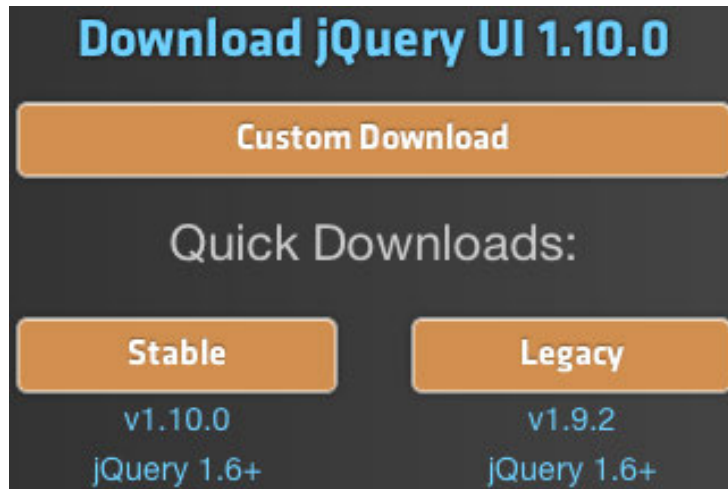 Download jQuery UI 1.10.0
Custom Download
Quick Downloads:
Stable
Legacy
v1.10.0
v1.9.2
jQuery 1.6+
jQuery 1.6+